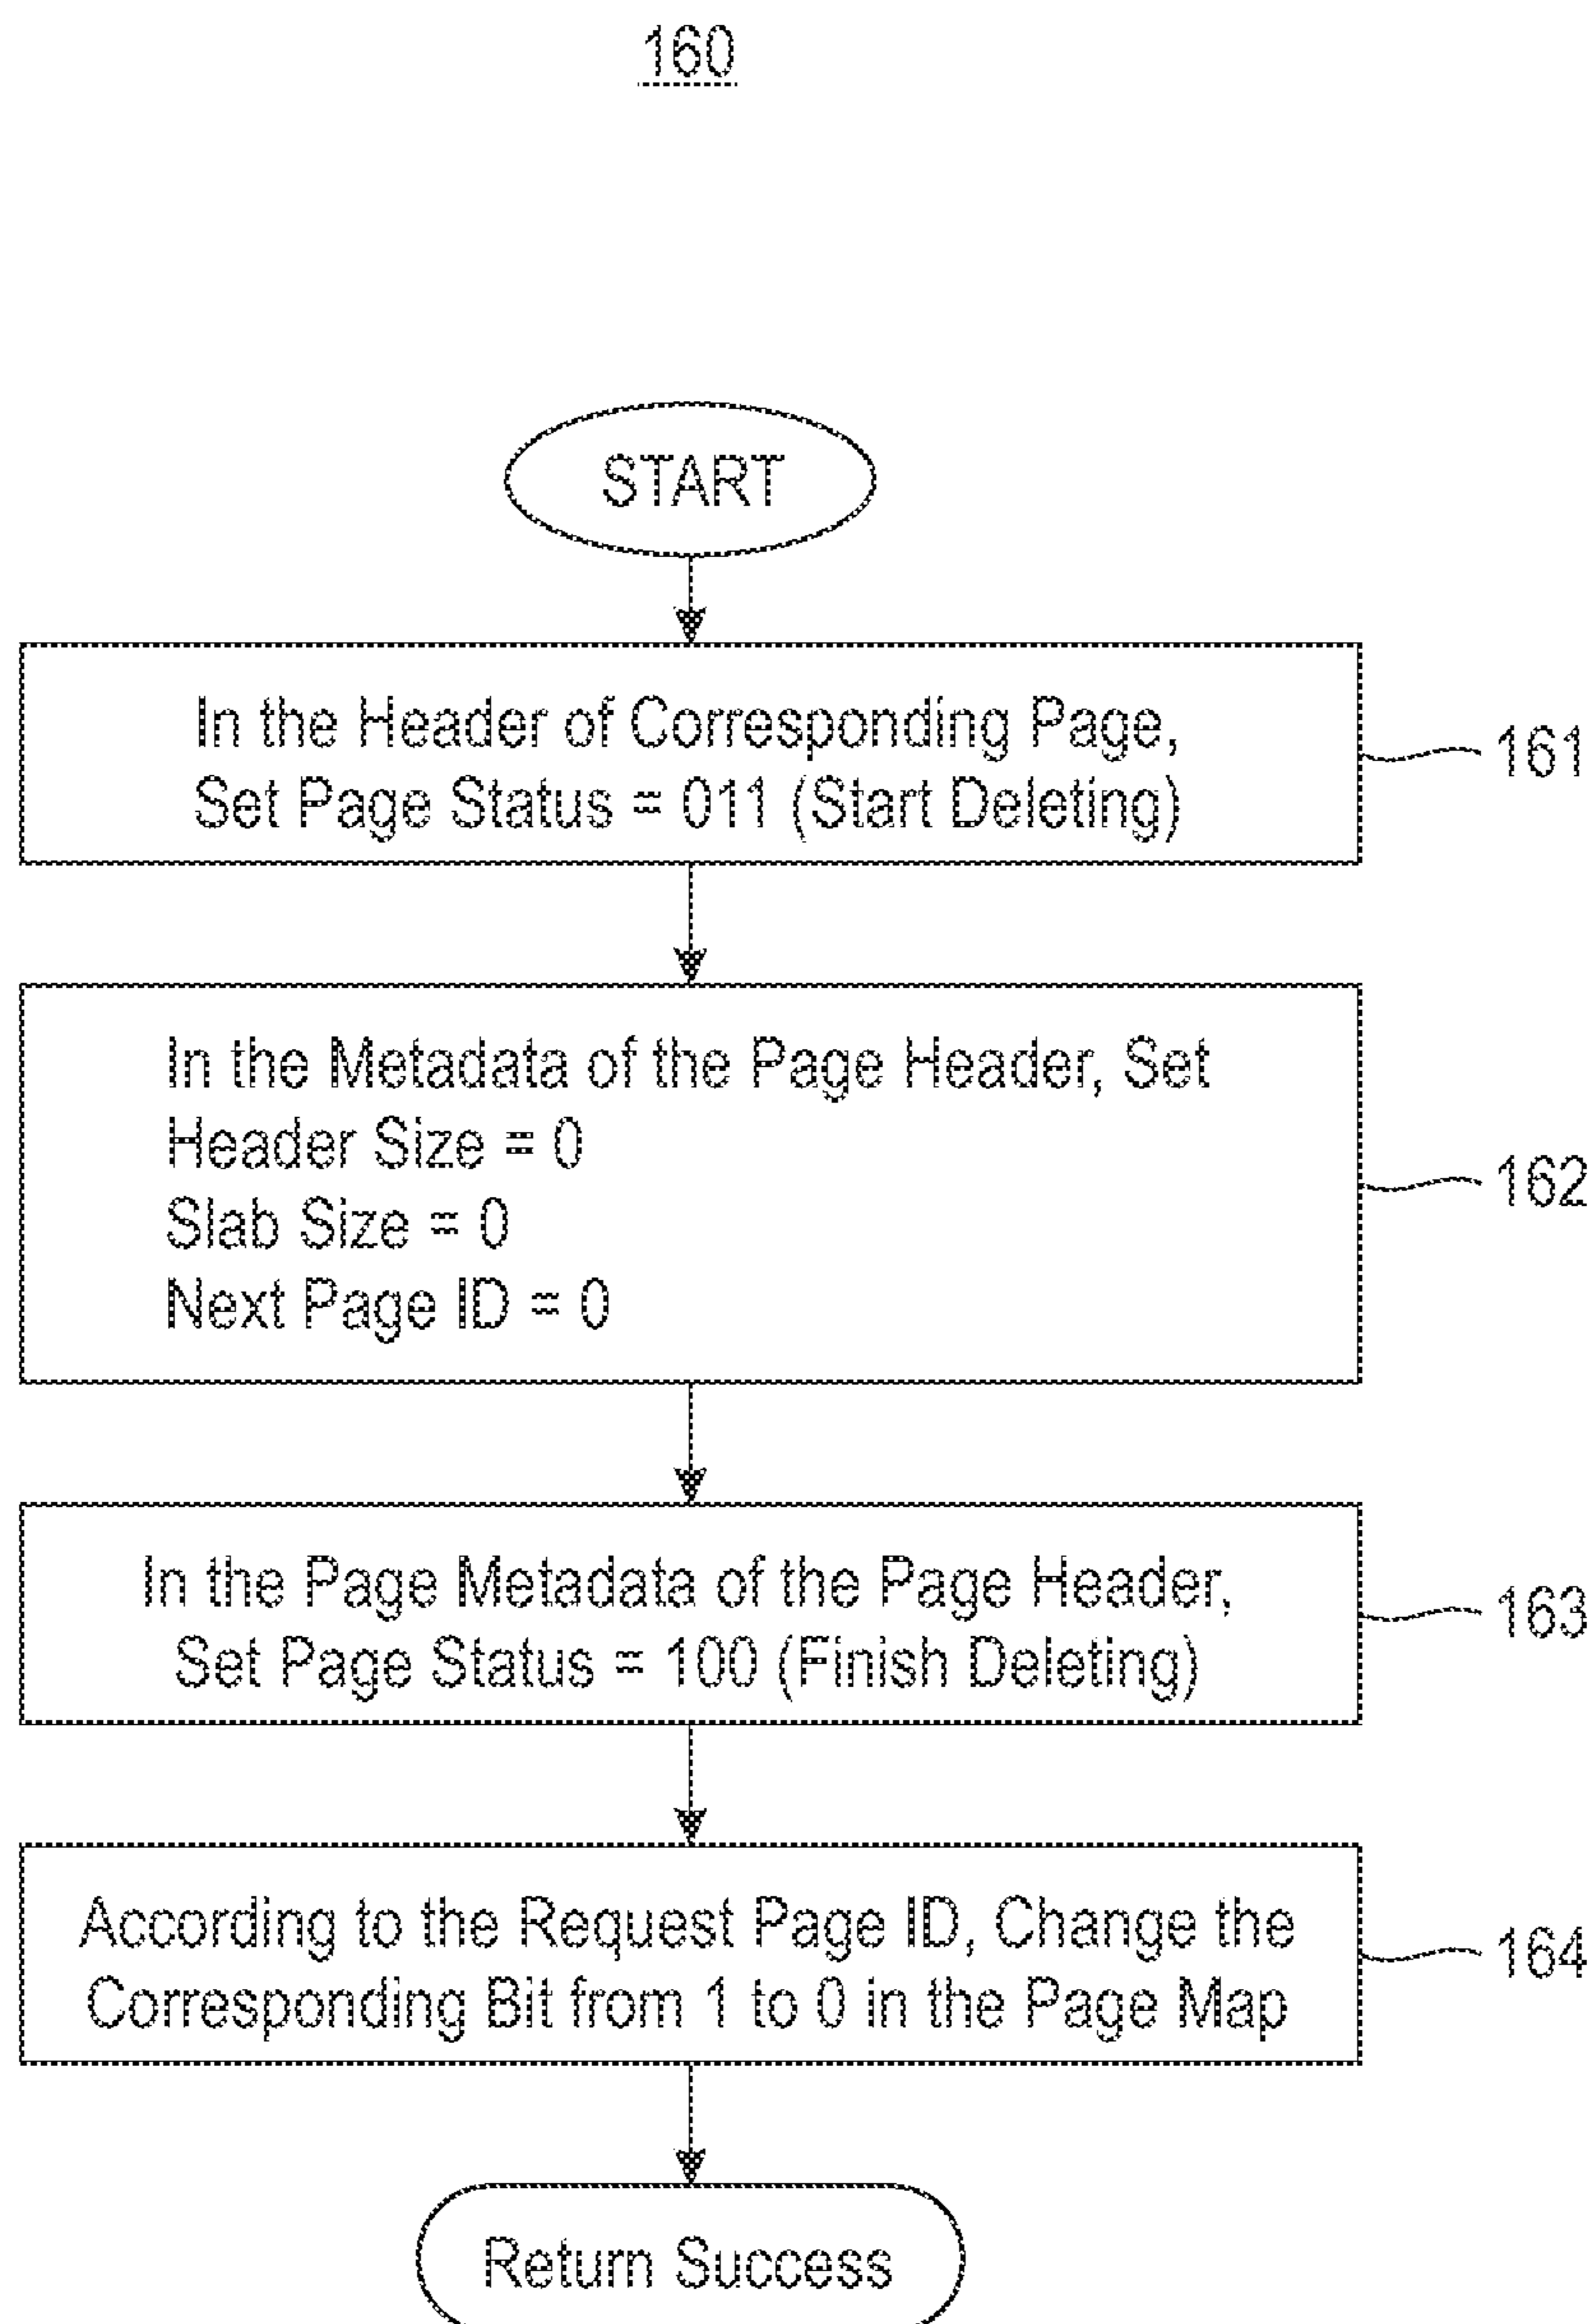 160
START
In the Header of Corresponding Page,
Set Page Status = 011 (Start Deleting)
161
In the Metadata of the Page Header, Set
Header Size = 0
Slab Size = 0
Next Page ID = 0
162
In the Page Metadata of the Page Header,
Set Page Status = 100 (Finish Deleting)
163
According to the Request Page ID, Change the
Corresponding Bit from 1 to 0 in the Page Map
164
Return Success